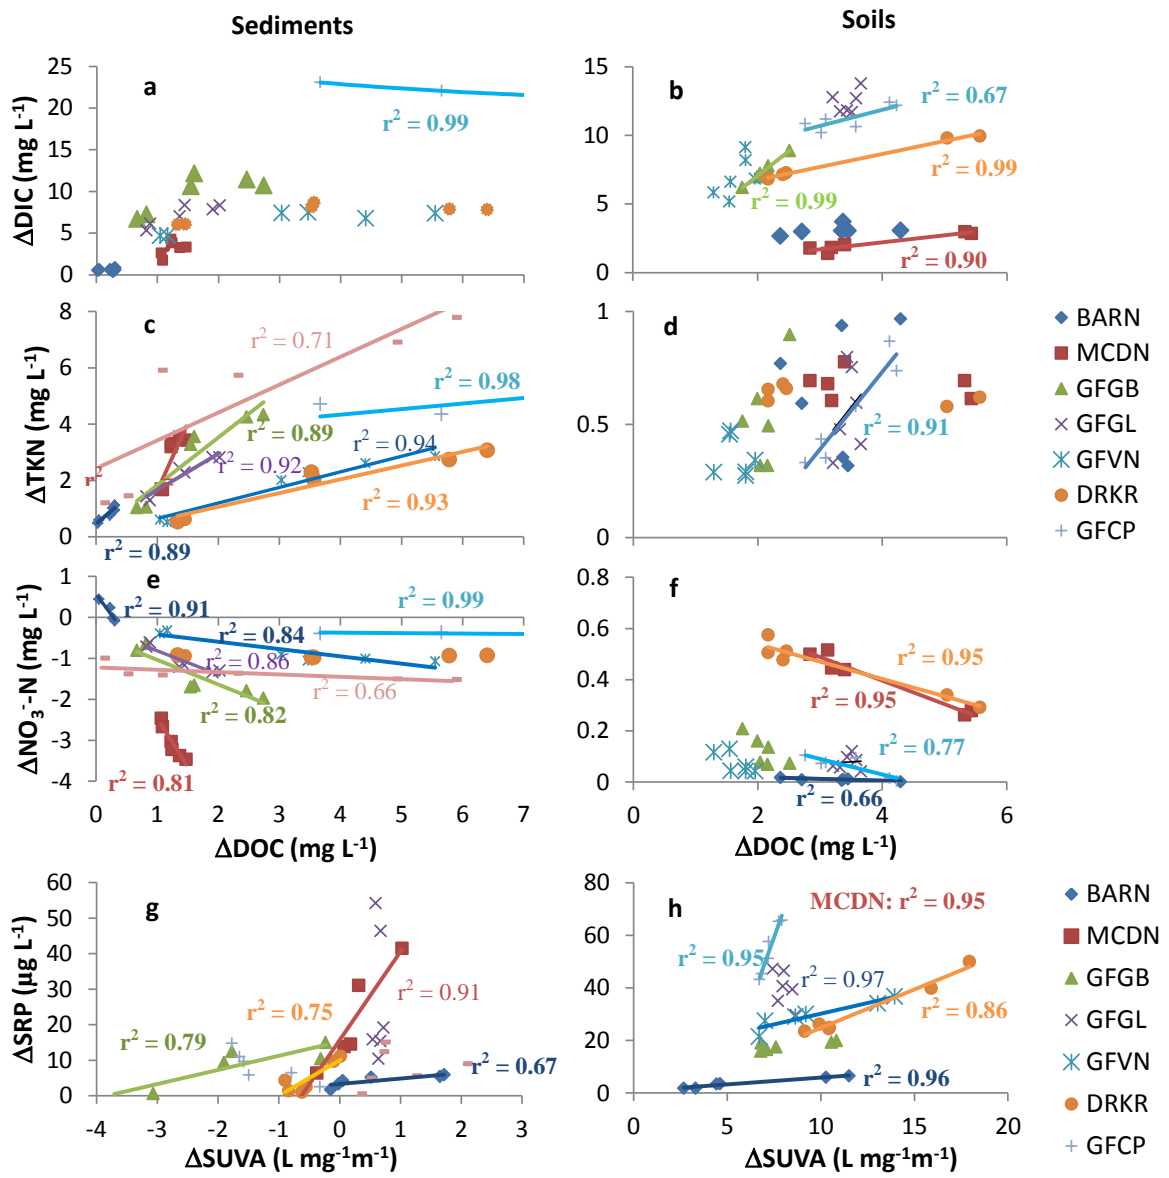 Sediments
Soils
a
ΔDIC (mg L⁻¹)
25
20
15
10
5
0
r² = 0.99
b
15
10
5
0
r² = 0.67
r² = 0.99
r² = 0.99
r² = 0.90
c
ΔTKN (mg L⁻¹)
8
6
4
2
0
r² = 0.71
r² = 0.98
r² = 0.89
r² = 0.94
r² = 0.92
r²
r² = 0.93
r² = 0.89
d
1
0.5
0
r² = 0.91
BARN
MCDN
GFGB
GFGL
GFVN
DRKR
GFCP
e
ΔNO₃⁻-N (mg L⁻¹)
1
0
-1
-2
-3
-4
r² = 0.91
r² = 0.99
r² = 0.84
r² = 0.86
r² = 0.66
r² = 0.82
r² = 0.81
0 1 2 3 4 5 6 7
ΔDOC (mg L⁻¹)
f
0.8
0.6
0.4
0.2
0
r² = 0.95
r² = 0.95
r² = 0.77
r² = 0.66
0 2 4 6
ΔDOC (mg L⁻¹)
g
ΔSRP (µg L⁻¹)
60
50
40
30
20
10
0
r² = 0.91
r² = 0.75
r² = 0.79
r² = 0.67
-4 -3 -2 -1 0 1 2 3
ΔSUVA (L mg⁻¹m⁻¹)
h
80
60
40
20
0
MCDN: r² = 0.95
r² = 0.95
r² = 0.97
r² = 0.86
r² = 0.96
0 5 10 15 20
ΔSUVA (L mg⁻¹m⁻¹)
BARN
MCDN
GFGB
GFGL
GFVN
DRKR
GFCP